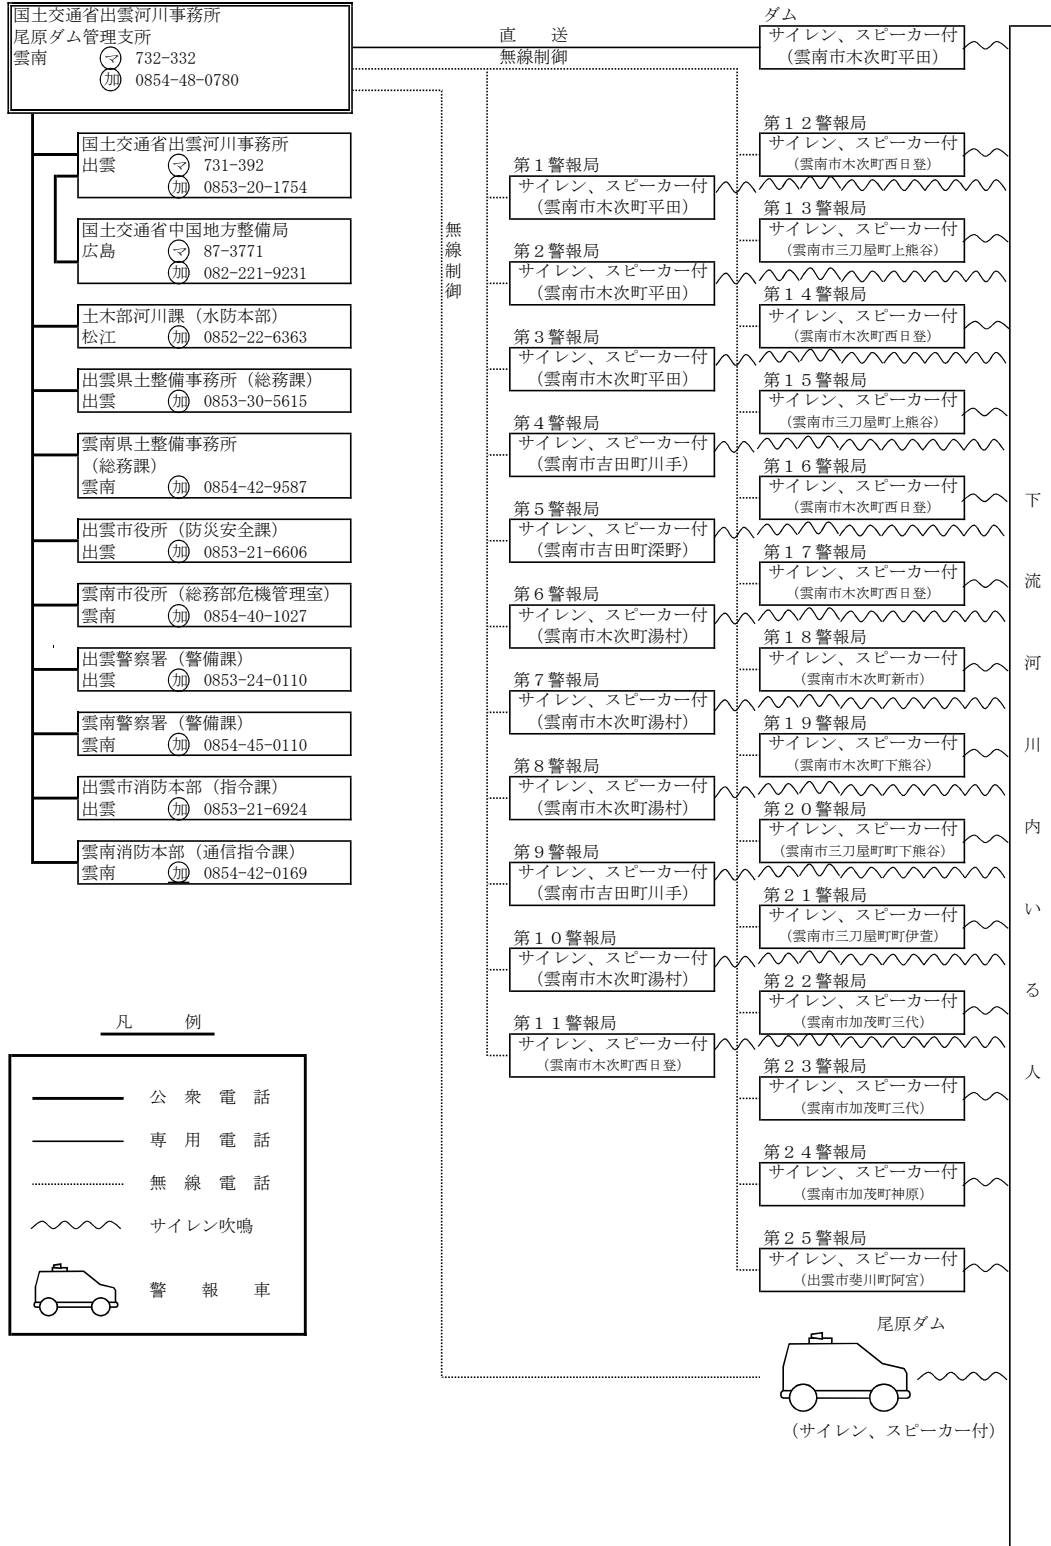 国土交通省出雲河川事務所
尾原ダム管理支所
雲南 マ 732-332
加 0854-48-0780
国土交通省出雲河川事務所
出雲 マ 731-392
加 0853-20-1754
国土交通省中国地方整備局
広島 マ 87-3771
加 082-221-9231
土木部河川課（水防本部）
松江 加 0852-22-6363
出雲県土整備事務所（総務課）
出雲 加 0853-30-5615
雲南県土整備事務所
（総務課）
雲南 加 0854-42-9587
出雲市役所（防災安全課）
出雲 加 0853-21-6606
雲南市役所（総務部危機管理室）
雲南 加 0854-40-1027
出雲警察署（警備課）
出雲 加 0853-24-0110
雲南警察署（警備課）
雲南 加 0854-45-0110
出雲市消防本部（指令課）
出雲 加 0853-21-6924
雲南消防本部（通信指令課）
雲南 加 0854-42-0169
凡　例
公衆電話
専用電話
無線電話
サイレン吹鳴
警報車
直　送
無線制御
無線制御
第１警報局
サイレン、スピーカー付
（雲南市木次町平田）
第２警報局
サイレン、スピーカー付
（雲南市木次町平田）
第３警報局
サイレン、スピーカー付
（雲南市木次町平田）
第４警報局
サイレン、スピーカー付
（雲南市吉田町川手）
第５警報局
サイレン、スピーカー付
（雲南市吉田町深野）
第６警報局
サイレン、スピーカー付
（雲南市木次町湯村）
第７警報局
サイレン、スピーカー付
（雲南市木次町湯村）
第８警報局
サイレン、スピーカー付
（雲南市木次町湯村）
第９警報局
サイレン、スピーカー付
（雲南市吉田町川手）
第１０警報局
サイレン、スピーカー付
（雲南市木次町湯村）
第１１警報局
サイレン、スピーカー付
（雲南市木次町西日登）
ダム
サイレン、スピーカー付
（雲南市木次町平田）
第１２警報局
サイレン、スピーカー付
（雲南市木次町西日登）
第１３警報局
サイレン、スピーカー付
（雲南市三刀屋町上熊谷）
第１４警報局
サイレン、スピーカー付
（雲南市木次町西日登）
第１５警報局
サイレン、スピーカー付
（雲南市三刀屋町上熊谷）
第１６警報局
サイレン、スピーカー付
（雲南市木次町西日登）
第１７警報局
サイレン、スピーカー付
（雲南市木次町西日登）
第１８警報局
サイレン、スピーカー付
（雲南市木次町新市）
第１９警報局
サイレン、スピーカー付
（雲南市木次町下熊谷）
第２０警報局
サイレン、スピーカー付
（雲南市三刀屋町町下熊谷）
第２１警報局
サイレン、スピーカー付
（雲南市三刀屋町町伊萱）
第２２警報局
サイレン、スピーカー付
（雲南市加茂町三代）
第２３警報局
サイレン、スピーカー付
（雲南市加茂町三代）
第２４警報局
サイレン、スピーカー付
（雲南市加茂町神原）
第２５警報局
サイレン、スピーカー付
（出雲市斐川町阿宮）
尾原ダム
（サイレン、スピーカー付）
下流河川内いる人